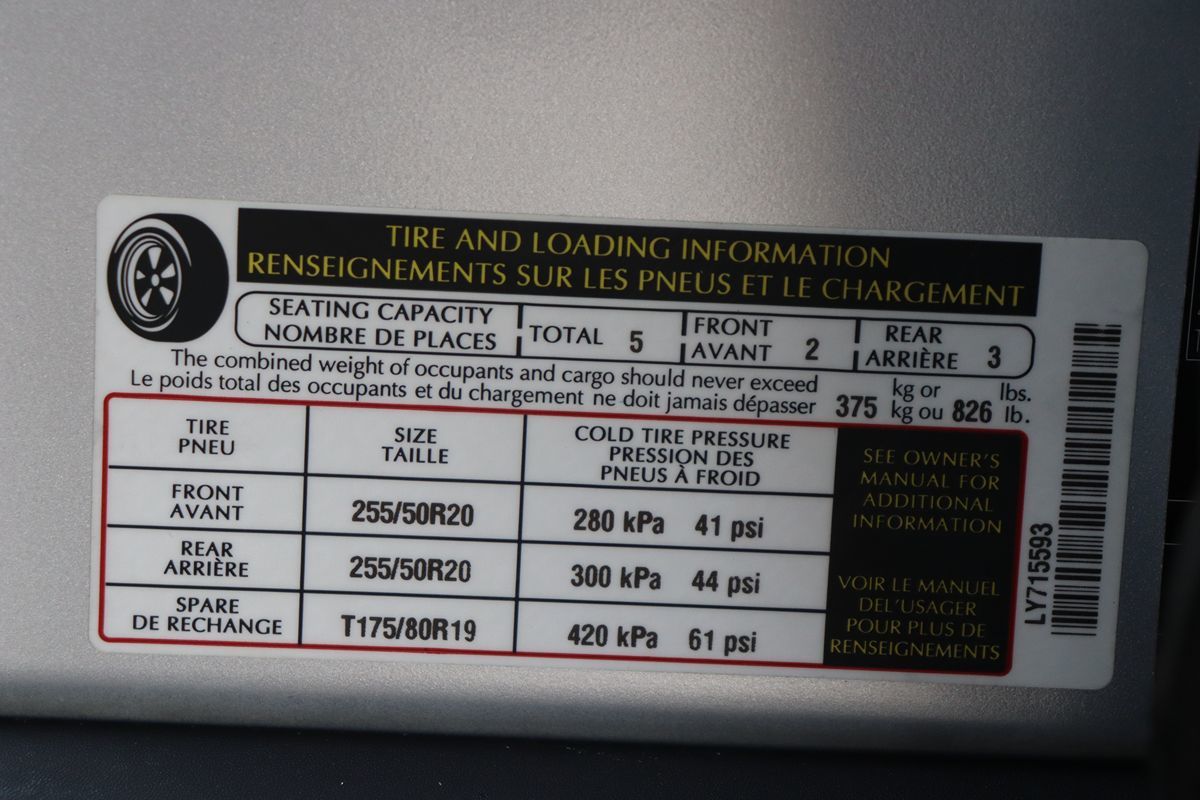 TIRE AND LOADING INFORMATION
RENSEIGNEMENTS SUR LES PNEUS ET LE CHARGEMENT
SEATING CAPACITY
NOMBRE DE PLACES
TOTAL 5
FRONT
AVANT 2
REAR
ARRIÈRE 3
The combined weight of occupants and cargo should never exceed
Le poids total des occupants et du chargement ne doit jamais dépasser
375 kg or 826 lbs.
kg ou lb.
TIRE
PNEU
SIZE
TAILLE
COLD TIRE PRESSURE
PRESSION DES
PNEUS À FROID
FRONT
AVANT
255/50R20
280 kPa 41 psi
REAR
ARRIÈRE
255/50R20
300 kPa 44 psi
SPARE
DE RECHANGE
T175/80R19
420 kPa 61 psi
SEE OWNER'S
MANUAL FOR
ADDITIONAL
INFORMATION
VOIR LE MANUEL
DEL'USAGER
POUR PLUS DE
RENSEIGNEMENTS
LY715593